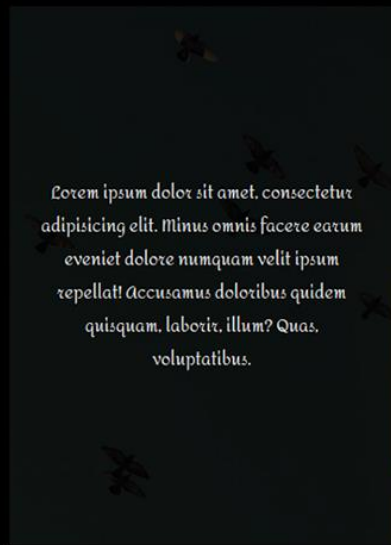 Lorem ipsum dolor sit amet, consectetur
adipisicing elit. Minus omnis facere earum
eveniet dolore numquam velit ipsum
repellat! Accusamus doloribus quidem
quisquam, laborir, illum? Quas,
voluptatibus.